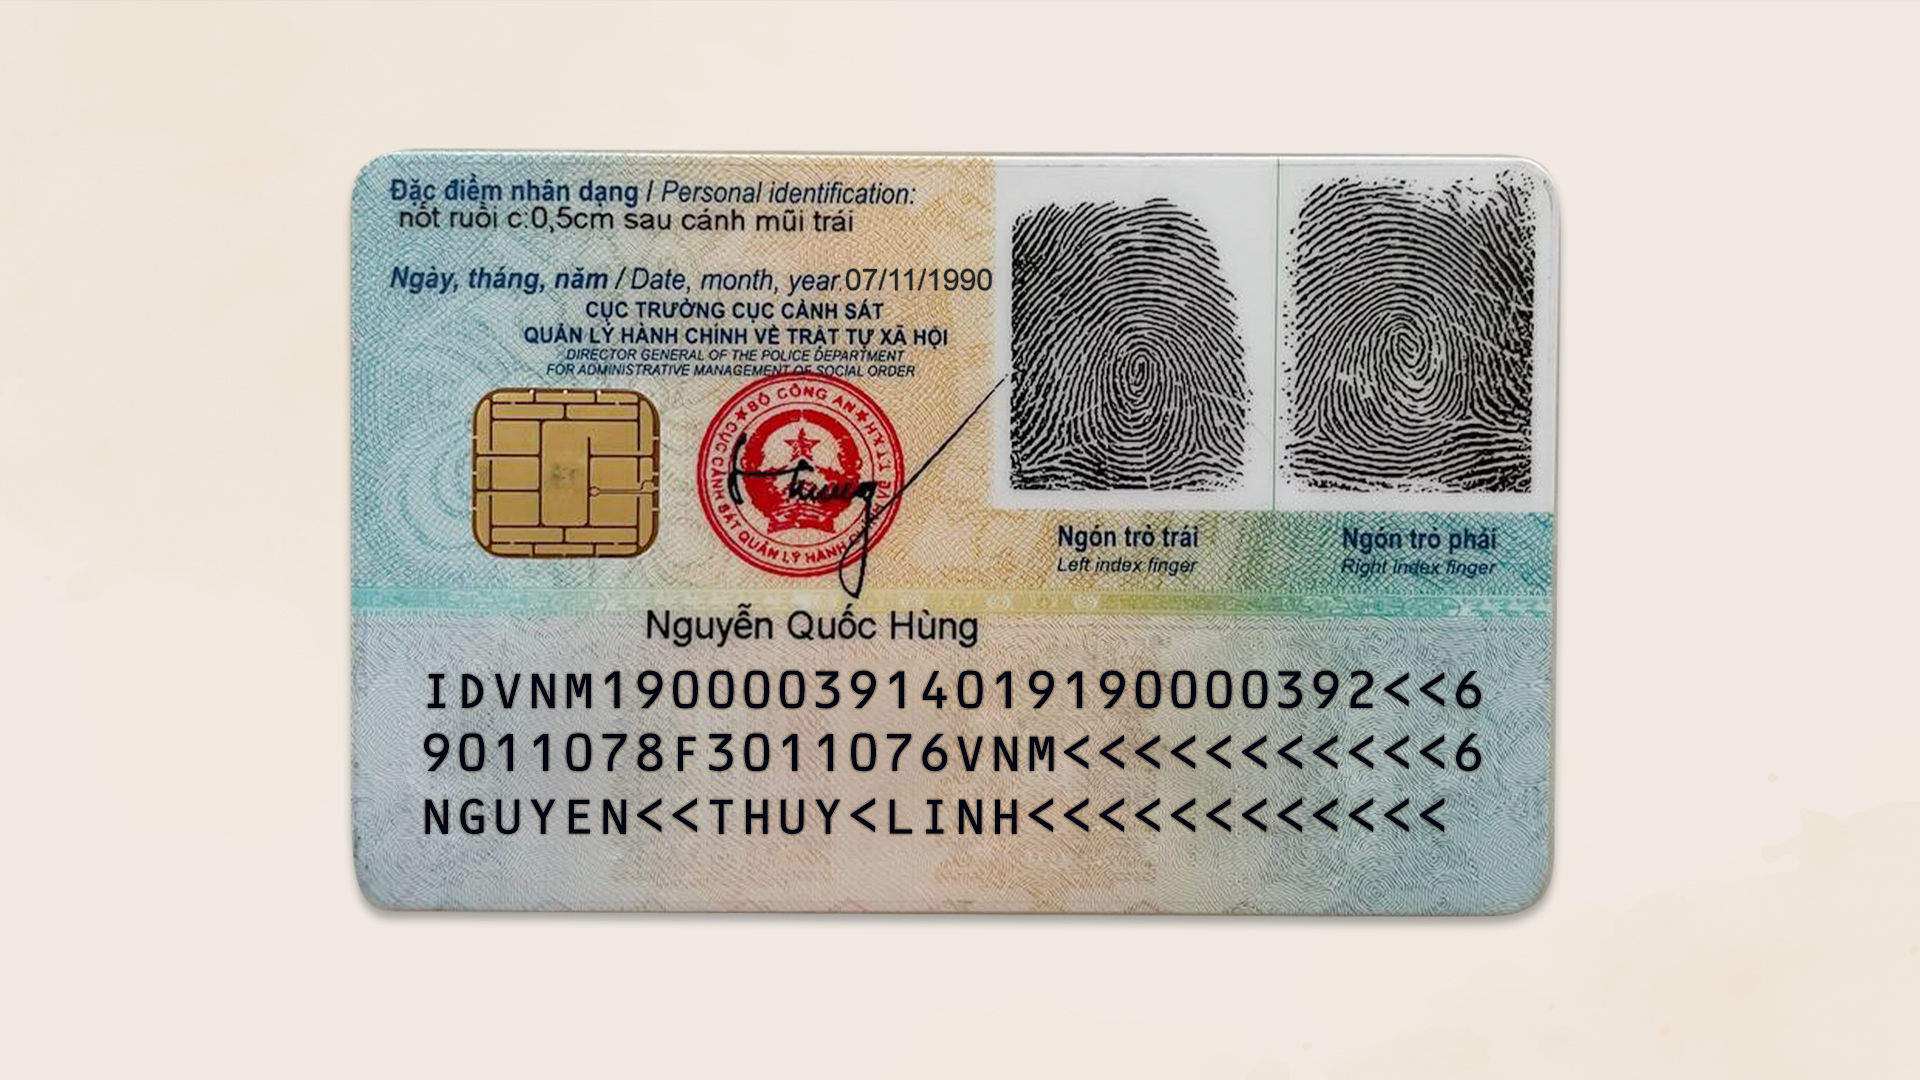 Đặc điểm nhân dạng / Personal identification:
nốt ruồi c:0,5cm sau cánh mũi trái
Ngày, tháng, năm / Date, month, year:07/11/1990
CỤC TRƯỞNG CỤC CẢNH SÁT
QUẢN LÝ HÀNH CHÍNH VỀ TRẬT TỰ XÃ HỘI
DIRECTOR GENERAL OF THE POLICE DEPARTMENT
FOR ADMINISTRATIVE MANAGEMENT OF SOCIAL ORDER
BỘ CÔNG AN
CỤC CẢNH SÁT QUẢN LÝ HÀNH CHÍNH
Ngón trỏ trái
Left index finger
Ngón trỏ phải
Right index finger
Nguyễn Quốc Hùng
IDVNM1900003914019190000392<<6
9011078F3011076VNM<<<<<<<<<<<6
NGUYEN<<THUY<LINH<<<<<<<<<<<<